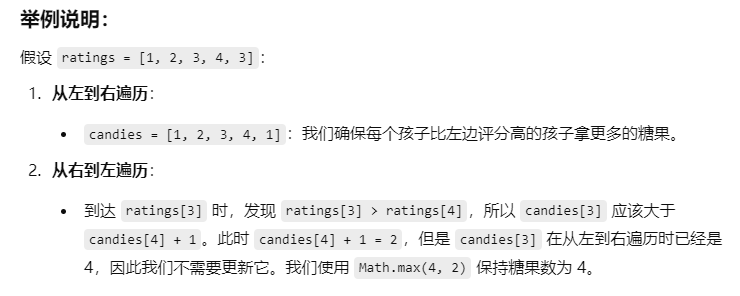 举例说明：
假设 ratings = [1, 2, 3, 4, 3]：
1. 从左到右遍历：
• candies = [1, 2, 3, 4, 1]：我们确保每个孩子比左边评分高的孩子拿更多的糖果。
2. 从右到左遍历：
• 到达 ratings[3] 时，发现 ratings[3] > ratings[4]，所以 candies[3] 应该大于
candies[4] + 1。此时 candies[4] + 1 = 2，但是 candies[3] 在从左到右遍历时已经是
4，因此我们不需要更新它。我们使用 Math.max(4, 2) 保持糖果数为 4。